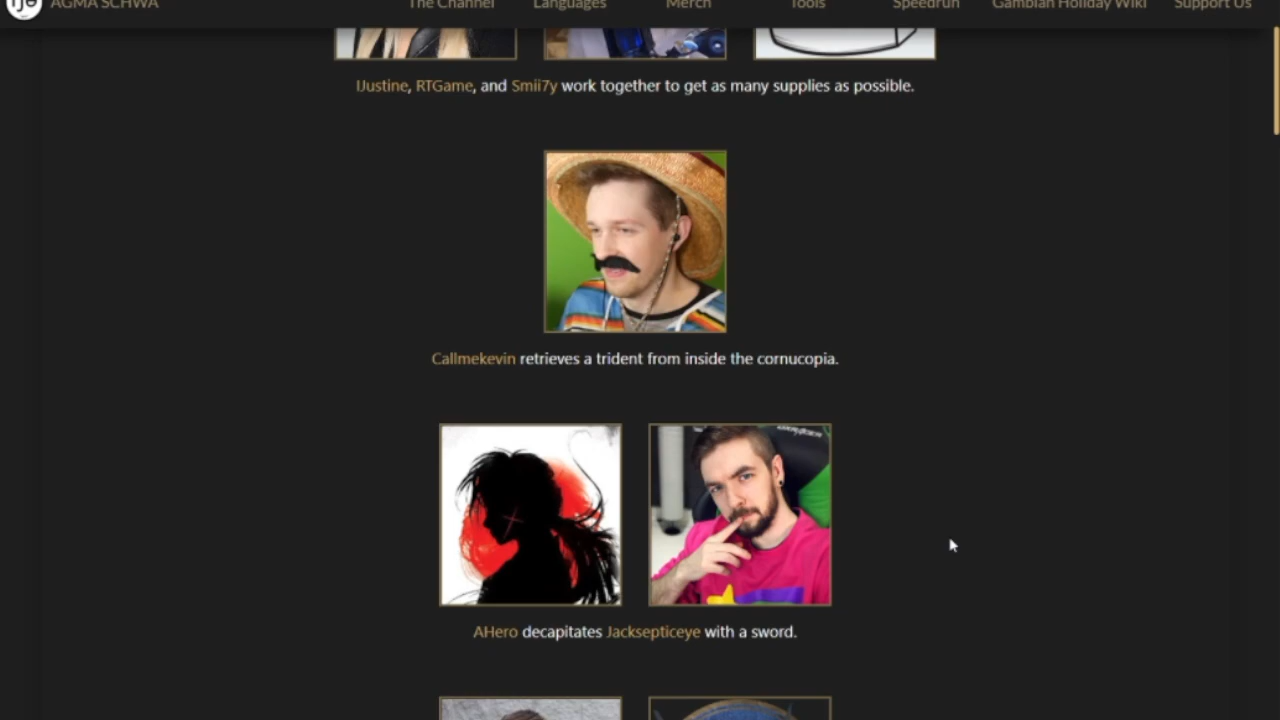 AGMA SCHWA
The Channel
Languages
Merch
Tools
Speedrun
Gambian Holiday Wiki
Support Us
IJustine, RTGame, and Smii7y work together to get as many supplies as possible.
Callmekevin retrieves a trident from inside the cornucopia.
AHero decapitates Jacksepticeye with a sword.